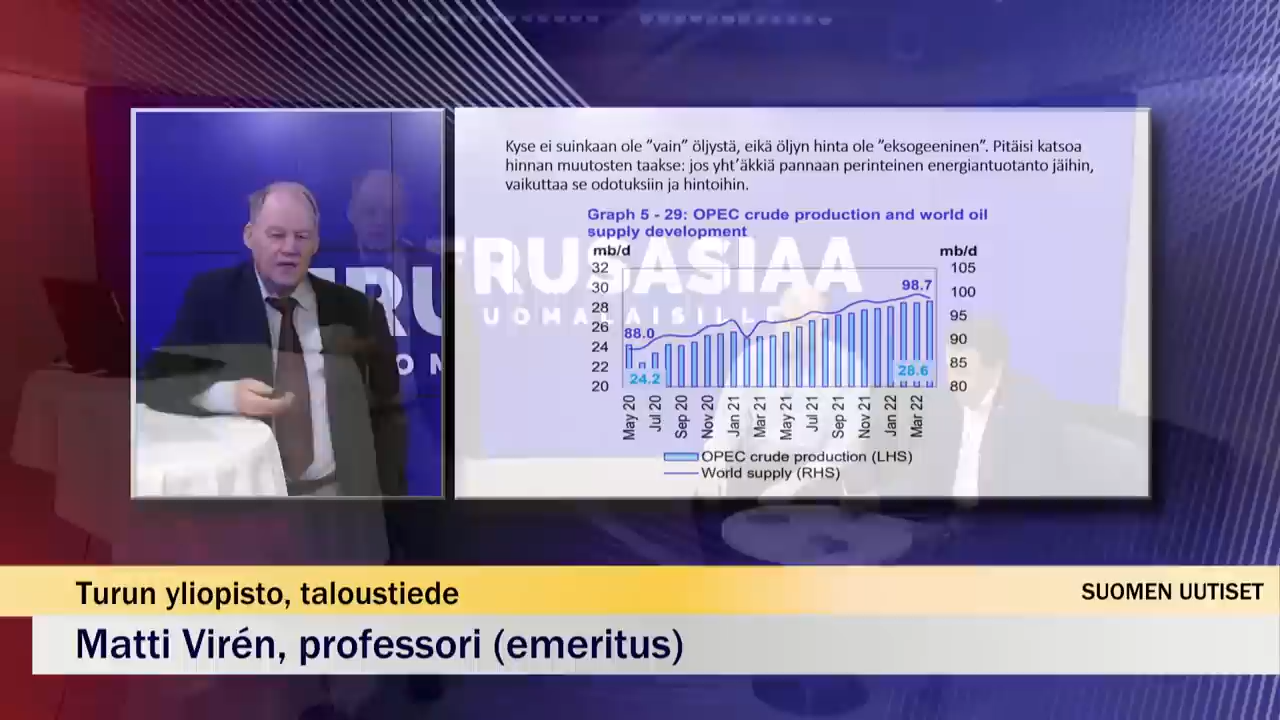 Kyse ei suinkaan ole ”vain” öljystä, eikä öljyn hinta ole ”eksogeeninen”. Pitäisi katsoa
hinnan muutosten taakse: jos yht’äkkiä pannaan perinteinen energiantuotanto jäihin,
vaikuttaa se odotuksiin ja hintoihin.
Graph 5 - 29: OPEC crude production and world oil
supply development
mb/d
mb/d
32
30
28
26
24
22
20
105
100
95
90
85
80
88.0
98.7
24.2
28.6
May 20
Jul 20
Sep 20
Nov 20
Jan 21
Mar 21
May 21
Jul 21
Sep 21
Nov 21
Jan 22
Mar 22
OPEC crude production (LHS)
World supply (RHS)
RU
RUSASIAA
UOMALAISILLE
OM
Turun yliopisto, taloustiede
SUOMEN UUTISET
Matti Virén, professori (emeritus)